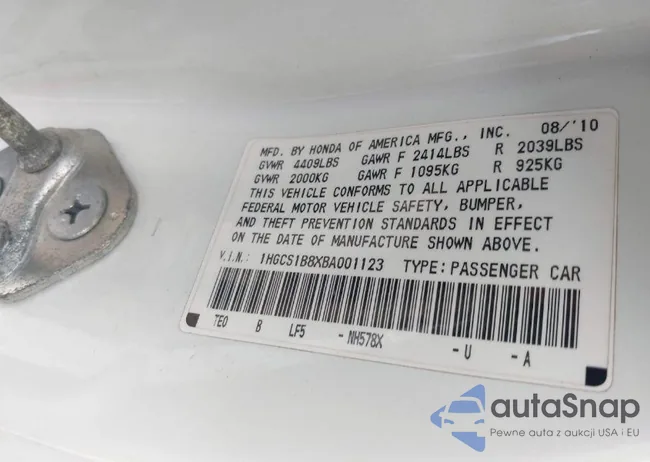 MFD. BY HONDA OF AMERICA MFG., INC. 08/'10
GVWR 4409LBS GAWR F 2414LBS R 2039LBS
GVWR 2000KG GAWR F 1095KG R 925KG
THIS VEHICLE CONFORMS TO ALL APPLICABLE
FEDERAL MOTOR VEHICLE SAFETY, BUMPER,
AND THEFT PREVENTION STANDARDS IN EFFECT
ON THE DATE OF MANUFACTURE SHOWN ABOVE.
V.I.N.: 1HGCS1B8XBA001123 TYPE: PASSENGER CAR
TE0 B LF5 -NH578X -U -A
autaSnap
Pewne auta z aukcji USA i EU